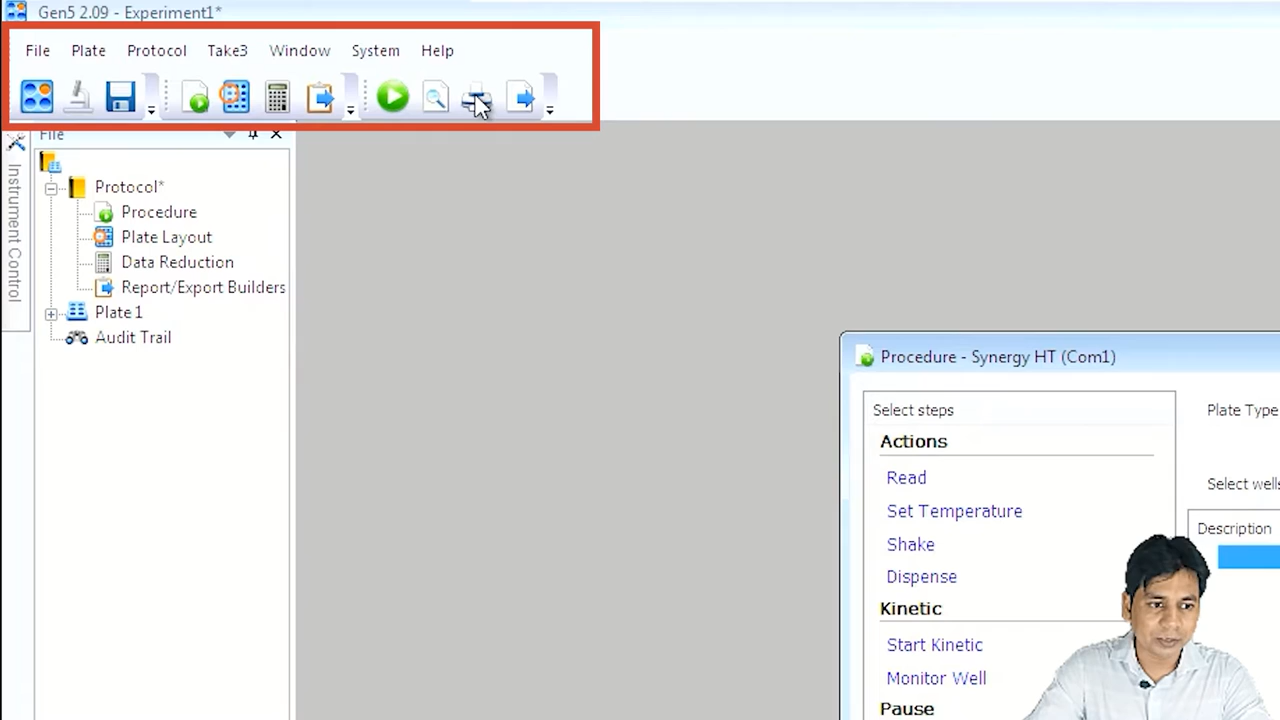 Gen5 2.09 - Experiment1*
File Plate Protocol Take3 Window System Help
File
Instrument Control
Protocol*
Procedure
Plate Layout
Data Reduction
Report/Export Builders
Plate 1
Audit Trail
Procedure - Synergy HT (Com1)
Select steps
Actions
Read
Set Temperature
Shake
Dispense
Kinetic
Start Kinetic
Monitor Well
Pause
Plate Type
Select wells
Description